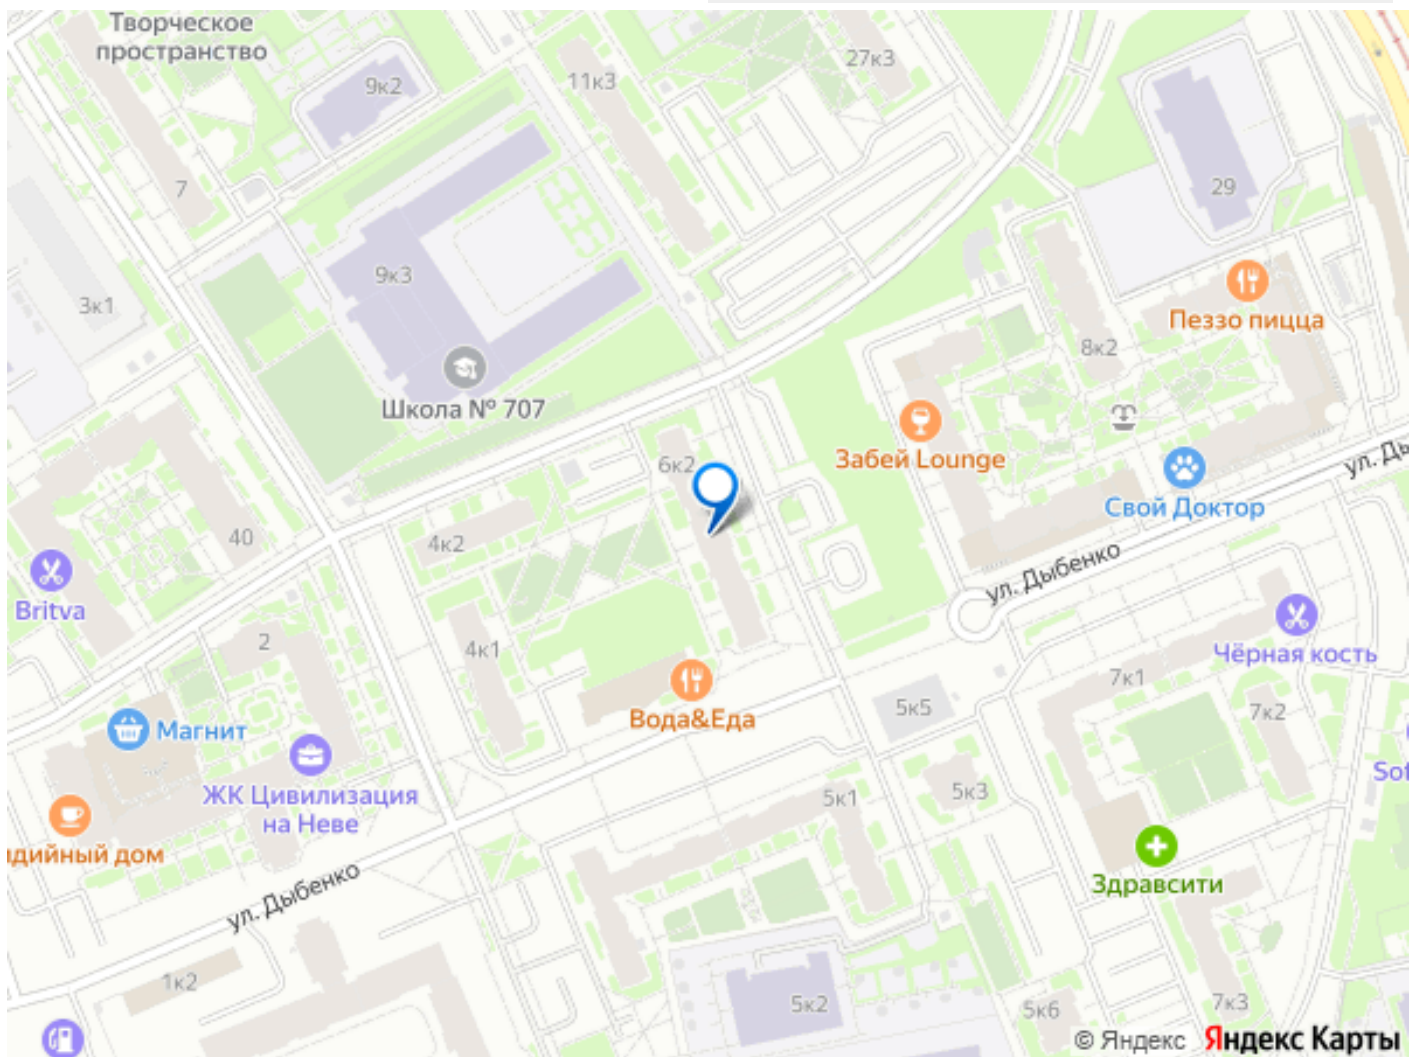 Творческое
пространство
9к2
11к3
27к3
7
29
9к3
3к1
Пеззо пицца
8к2
Школа № 707
Забей Lounge
6к2
ул. Ды
Свой Доктор
4к2
40
ул. Дыбенко
Britva
2
4к1
Чёрная кость
7к1
7к2
Вода&Еда
5к5
Магнит
Sof
ЖК Цивилизация
на Неве
5к1
5к3
дийный дом
Здравсити
ул. Дыбенко
1к2
5к2
5к6
7к3
© Яндекс Яндекс Карты